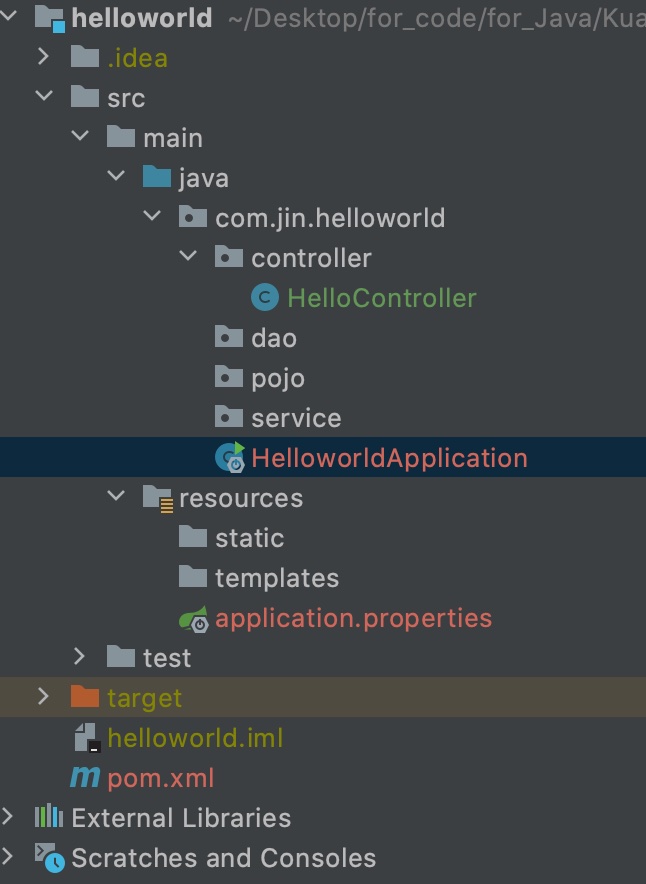 helloworld ~/Desktop/for_code/for_Java/Kua
.idea
src
main
java
com.jin.helloworld
controller
HelloController
dao
pojo
service
HelloworldApplication
resources
static
templates
application.properties
test
target
helloworld.iml
pom.xml
External Libraries
Scratches and Consoles